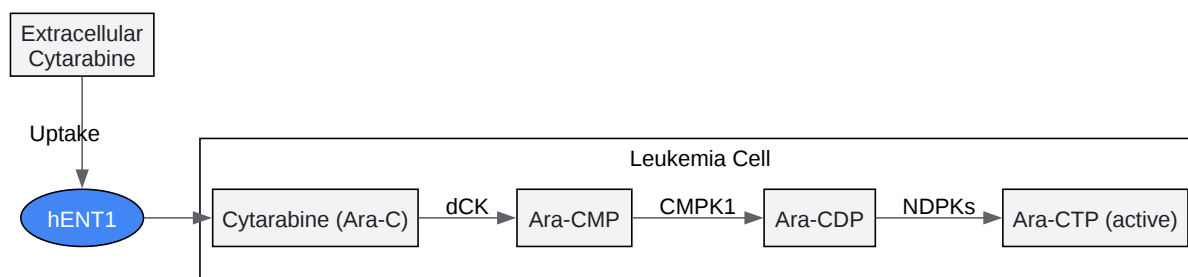 Extracellular
Cytarabine
Uptake
Leukemia Cell
hENT1
Cytarabine (Ara-C)
dCK
Ara-CMP
CMPK1
Ara-CDP
NDPKs
Ara-CTP (active)